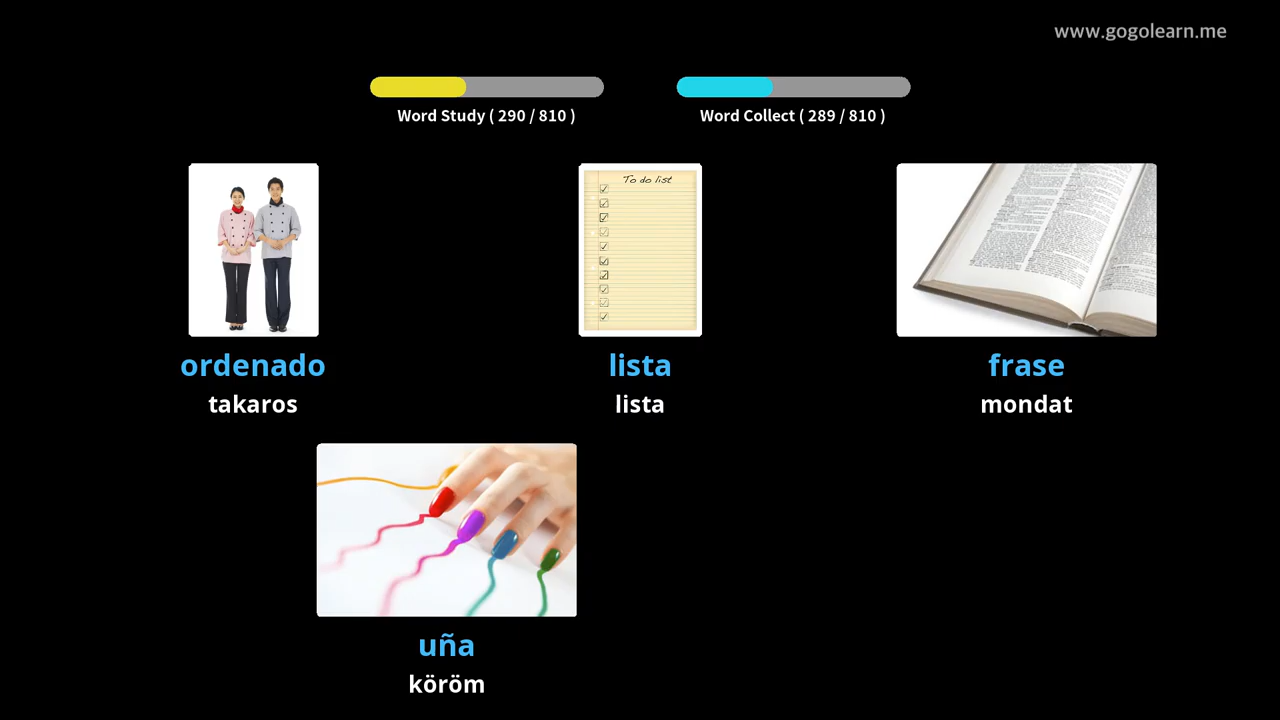 www.gogolearn.me
Word Study ( 290 / 810 )
Word Collect ( 289 / 810 )
To do list
ordenado
takaros
lista
lista
frase
mondat
uña
köröm